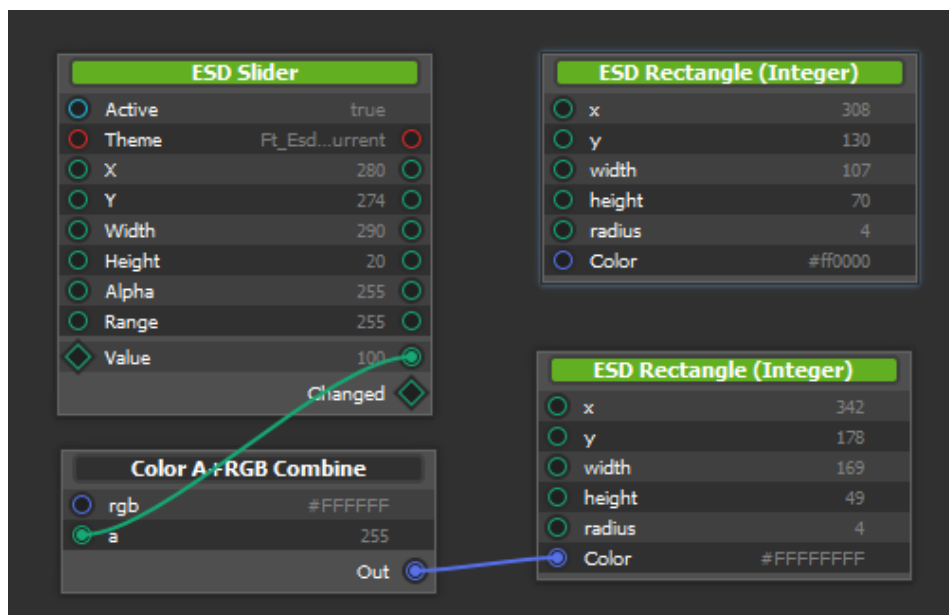 ESD Slider
Active true
Theme Ft_Esd...urrent
X 280
Y 274
Width 290
Height 20
Alpha 255
Range 255
Value 100
Changed
ESD Rectangle (Integer)
x 308
y 130
width 107
height 70
radius 4
Color #ff0000
Color A+RGB Combine
rgb #FFFFFF
a 255
Out
ESD Rectangle (Integer)
x 342
y 178
width 169
height 49
radius 4
Color #FFFFFFFF